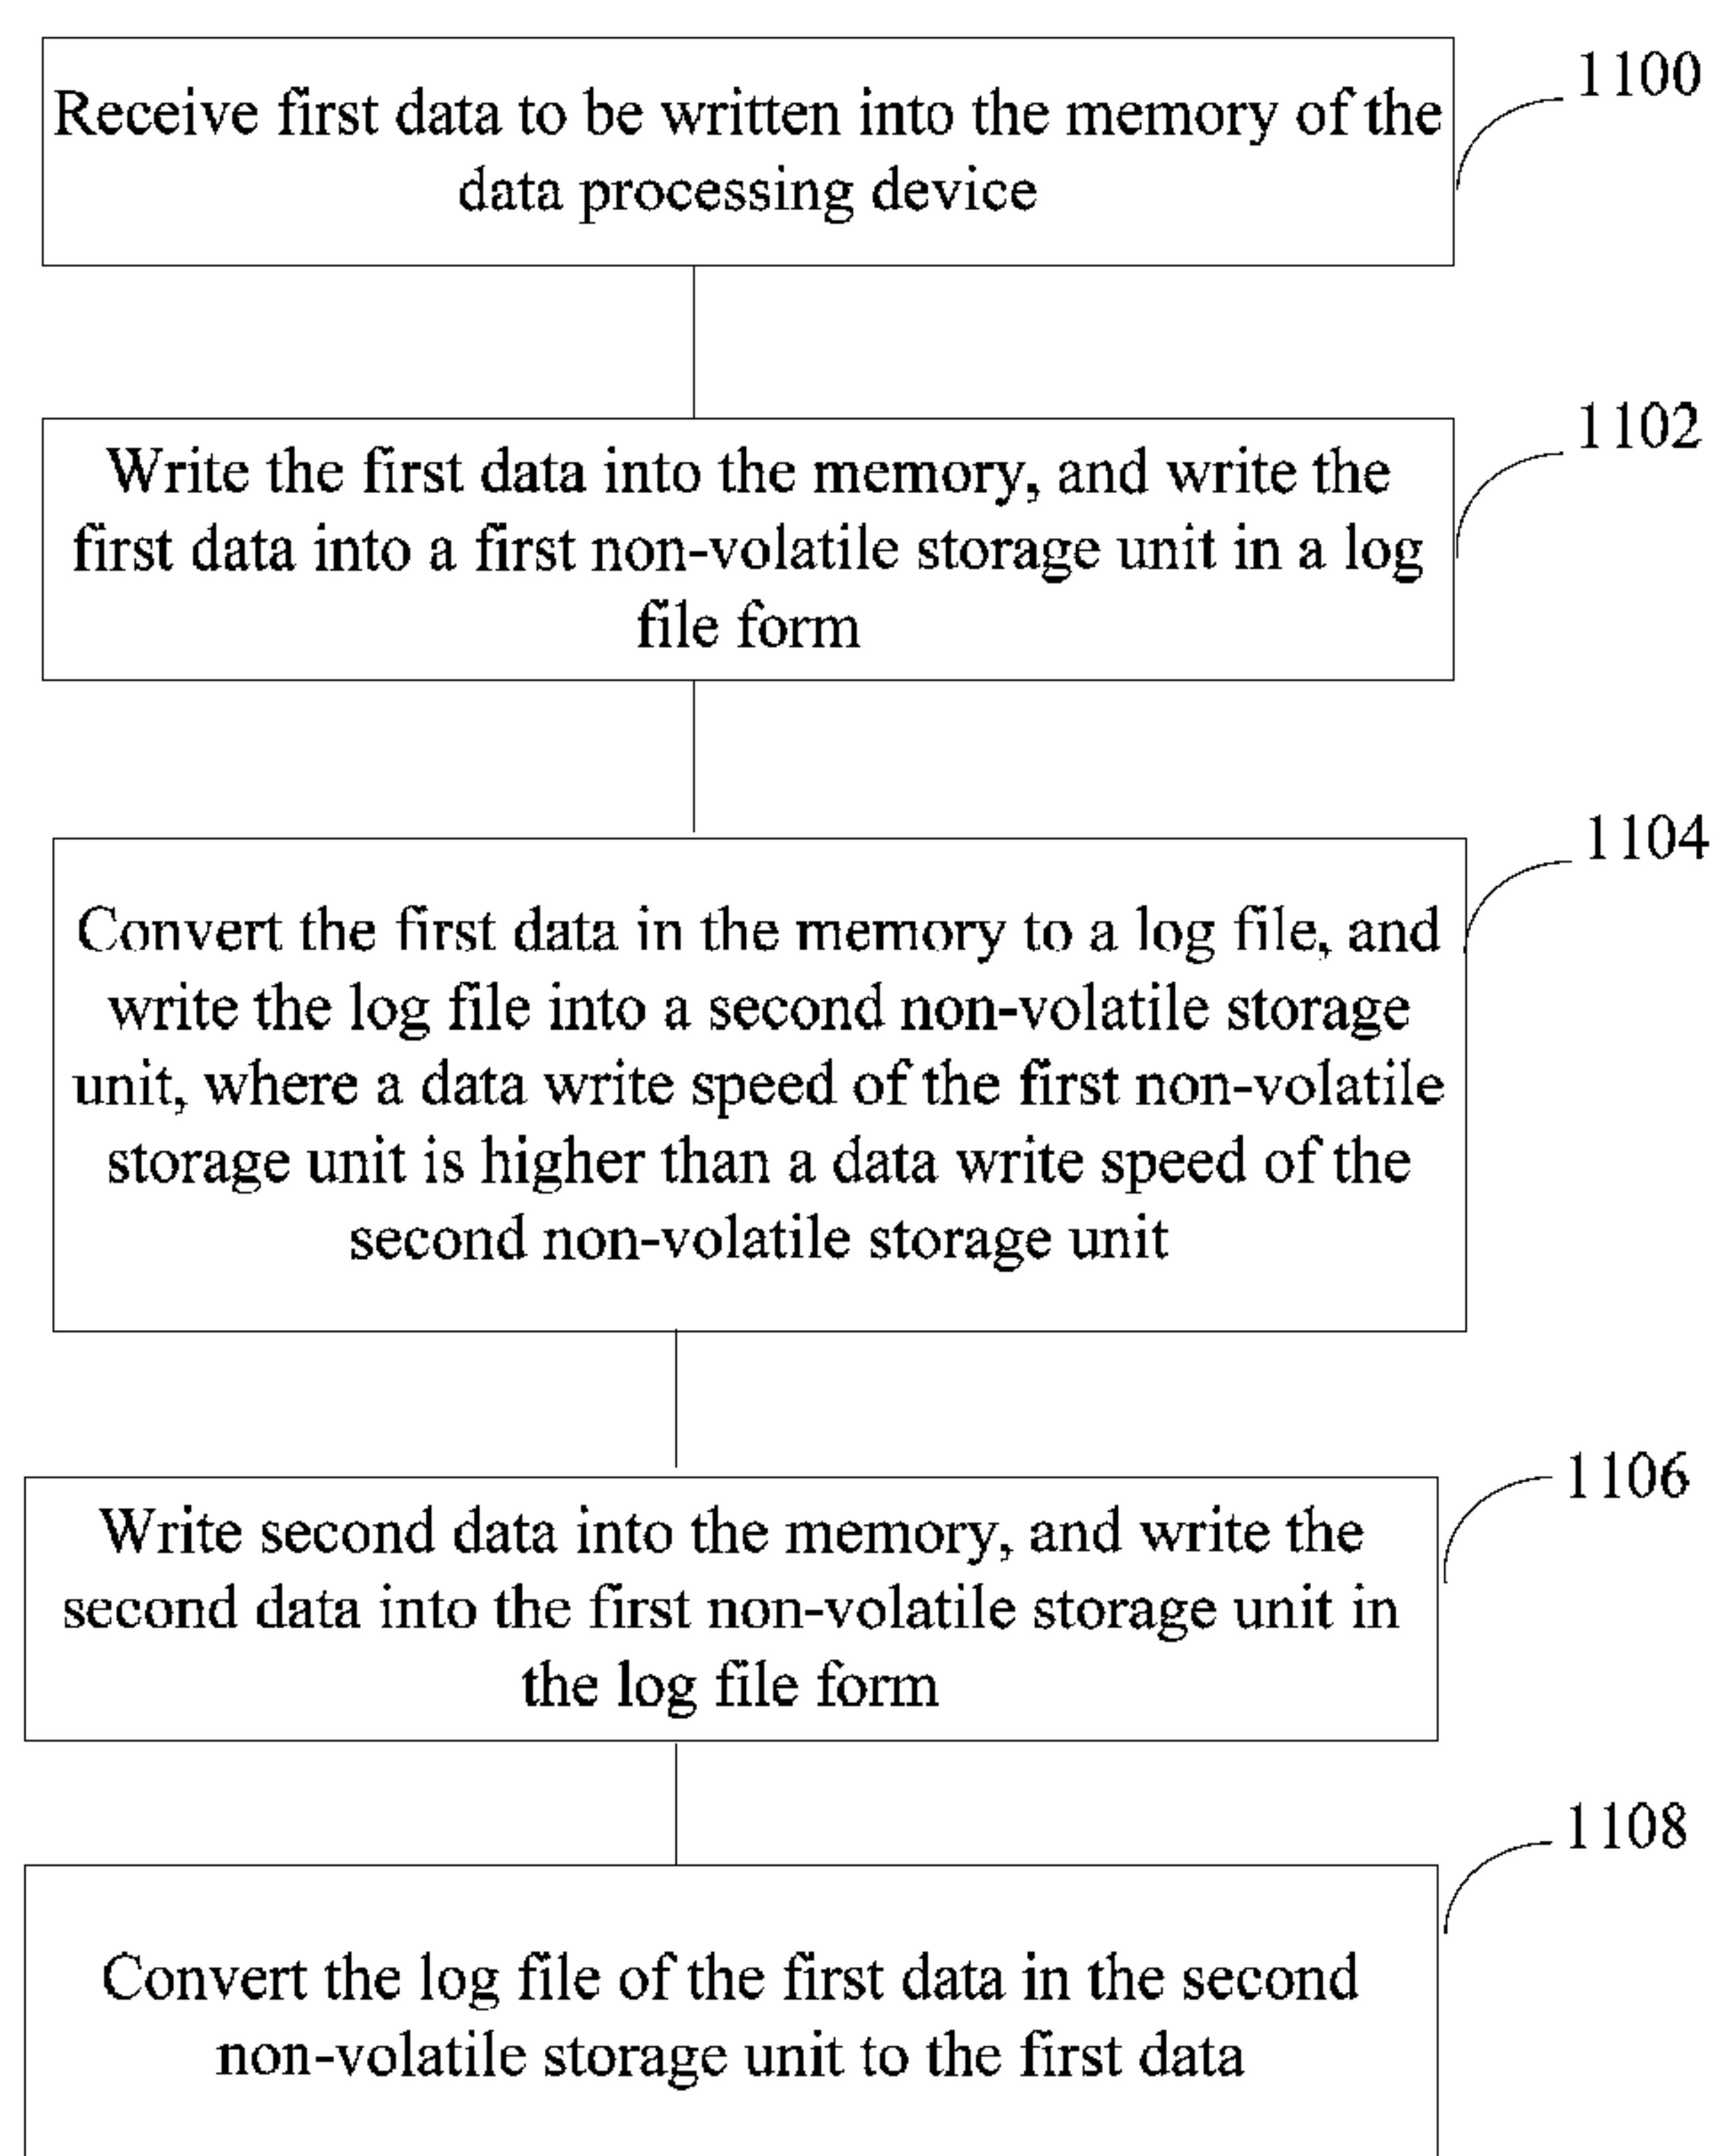 1100
Receive first data to be written into the memory of the
data processing device
1102
Write the first data into the memory, and write the
first data into a first non-volatile storage unit in a log
file form
1104
Convert the first data in the memory to a log file, and
write the log file into a second non-volatile storage
unit, where a data write speed of the first non-volatile
storage unit is higher than a data write speed of the
second non-volatile storage unit
1106
Write second data into the memory, and write the
second data into the first non-volatile storage unit in
the log file form
1108
Convert the log file of the first data in the second
non-volatile storage unit to the first data